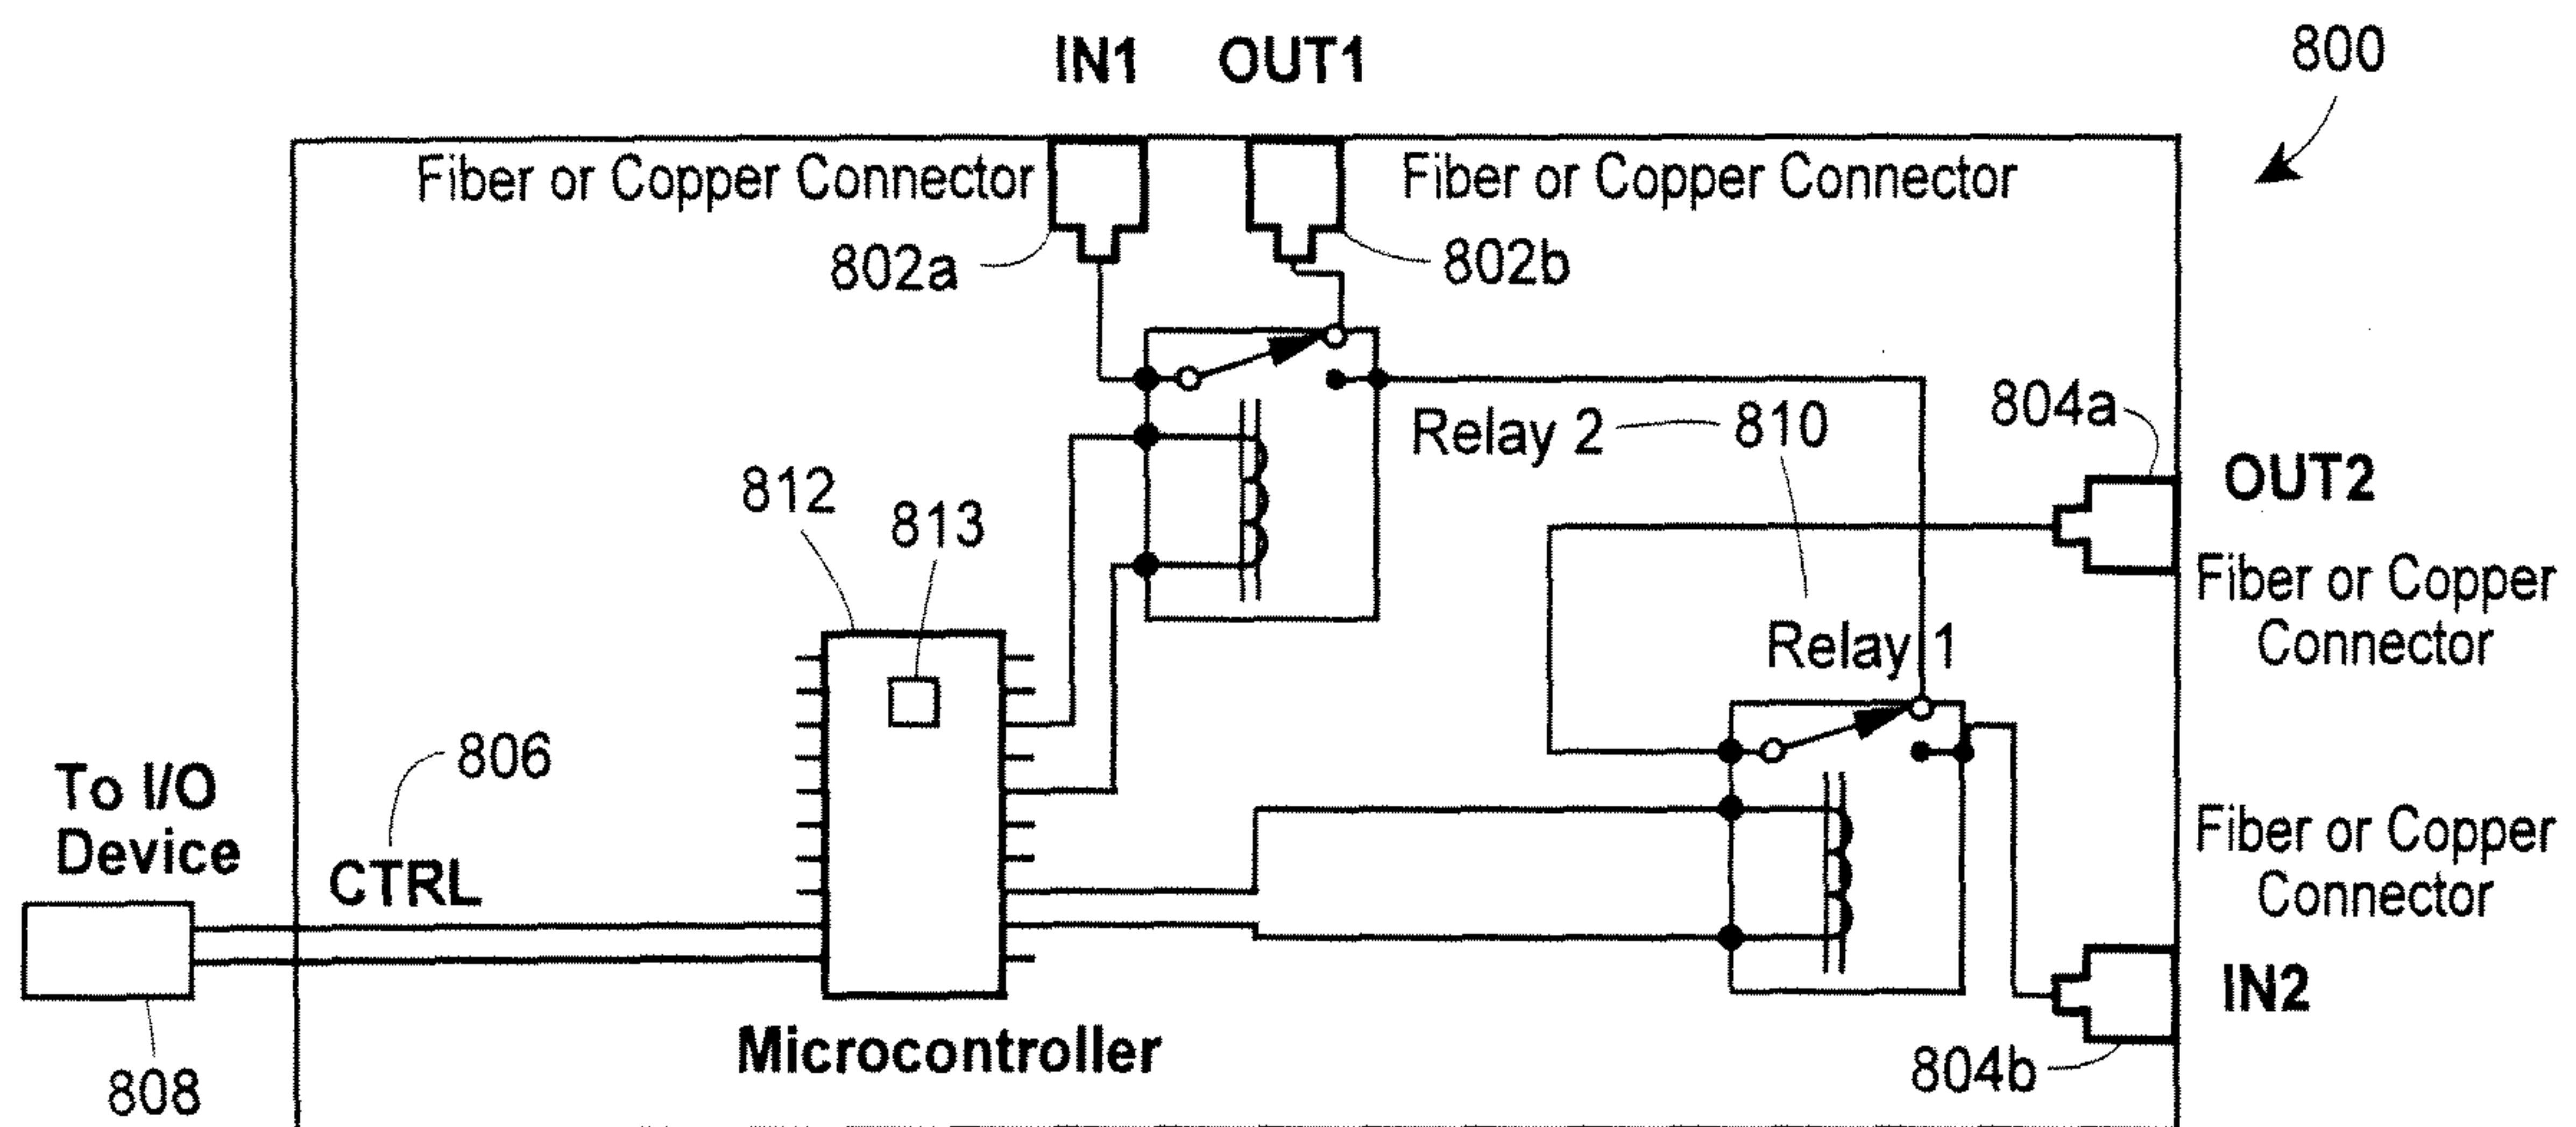 800
IN1 OUT1
Fiber or Copper Connector
Fiber or Copper Connector
802a
802b
804a
Relay 2
810
OUT2
812
813
Fiber or Copper
Connector
Relay 1
806
To I/O
Device
CTRL
Fiber or Copper
Connector
IN2
Microcontroller
804b
808